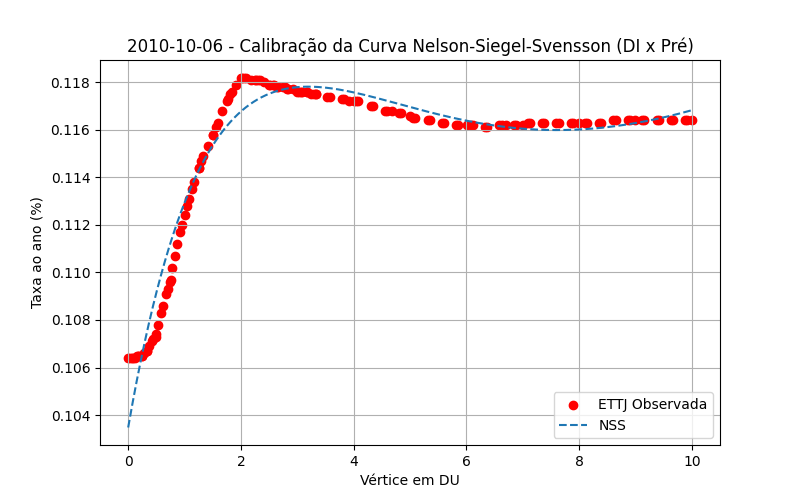 2010-10-06 - Calibração da Curva Nelson-Siegel-Svensson (DI x Pré)
Taxa ao ano (%)
0.118
0.116
0.114
0.112
0.110
0.108
0.106
0.104
ETTJ Observada
NSS
0 2 4 6 8 10
Vértice em DU